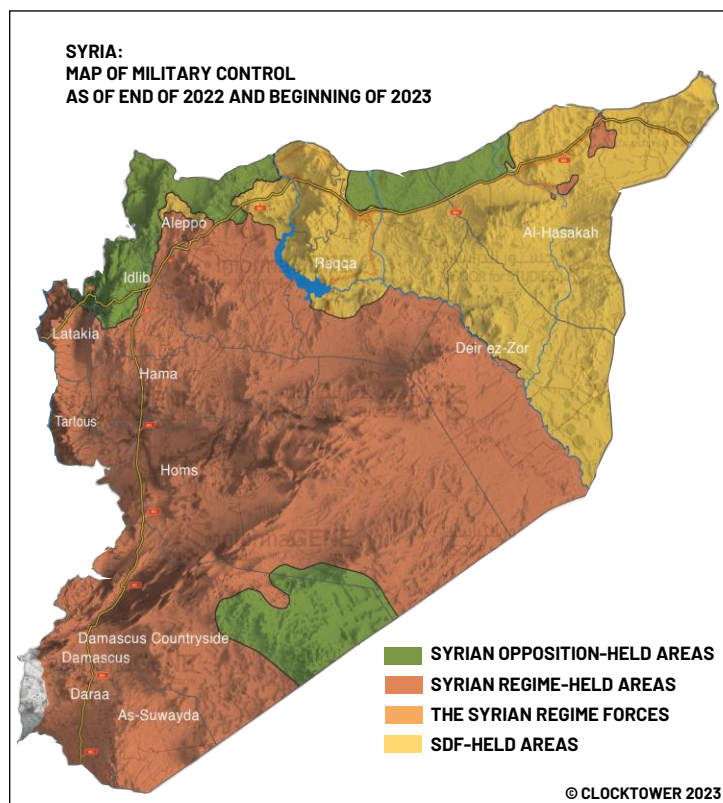 SYRIA:
MAP OF MILITARY CONTROL
AS OF END OF 2022 AND BEGINNING OF 2023
Aleppo
Al-Hasakah
Raqqa
Idlib
Latakia
Deir ez-Zor
Hama
Tartous
Homs
Damascus Countryside
Damascus
Daraa
As-Suwayda
SYRIAN OPPOSITION-HELD AREAS
SYRIAN REGIME-HELD AREAS
THE SYRIAN REGIME FORCES
SDF-HELD AREAS
© CLOCKTOWER 2023